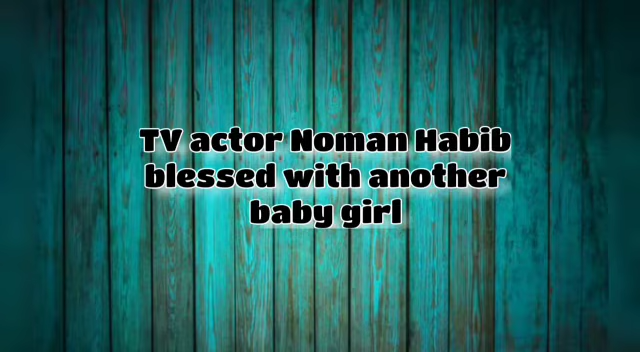 TV actor Noman Habib
blessed with another
baby girl